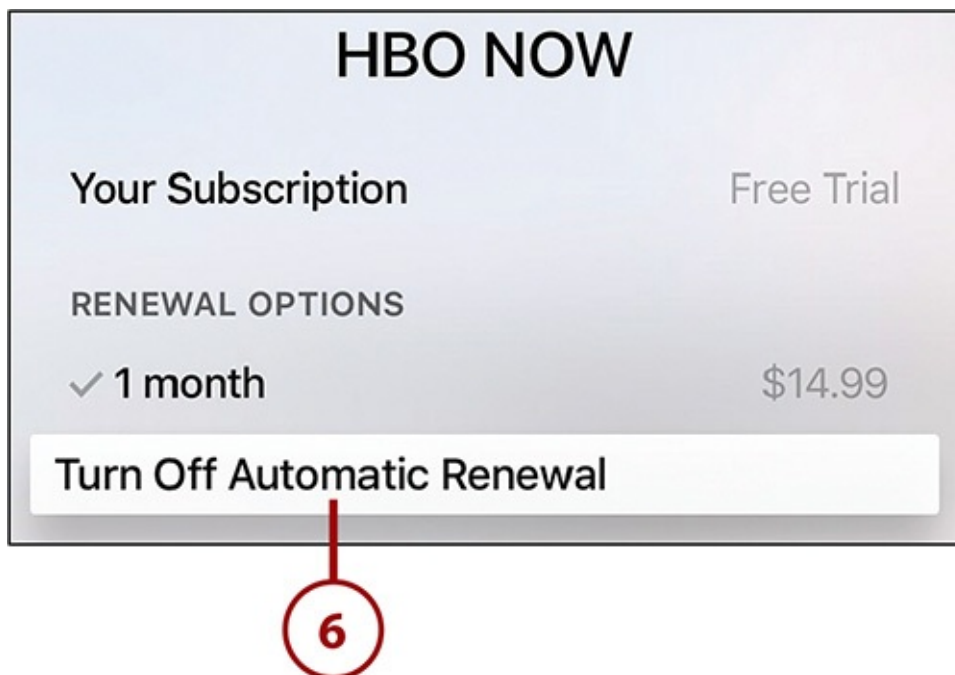 HBO NOW
Your Subscription Free Trial
RENEWAL OPTIONS
✓ 1 month $14.99
Turn Off Automatic Renewal
6